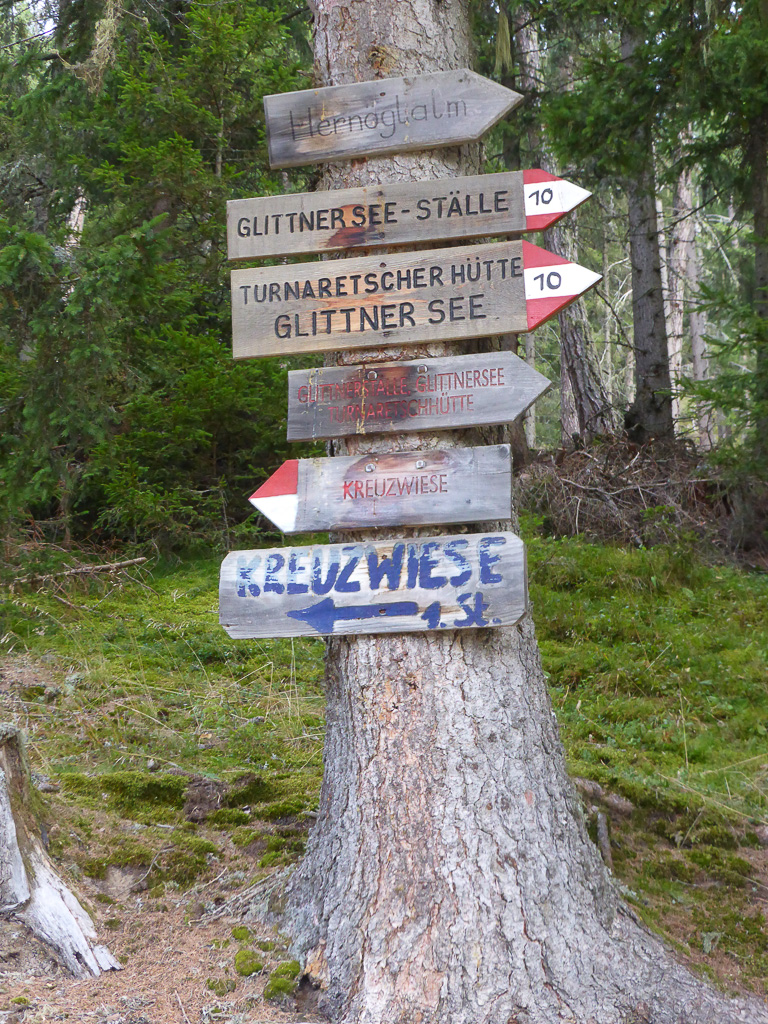 Hernoglalm
GLITTNER SEE - STÄLLE 10
TURNARETSCHER HÜTTE
GLITTNER SEE
10
GLITTNERSTÄLLE GLITTNERSEE
TURNARETSCHHÜTTE
KREUZWIESE
KREUZWIESE
1. St.